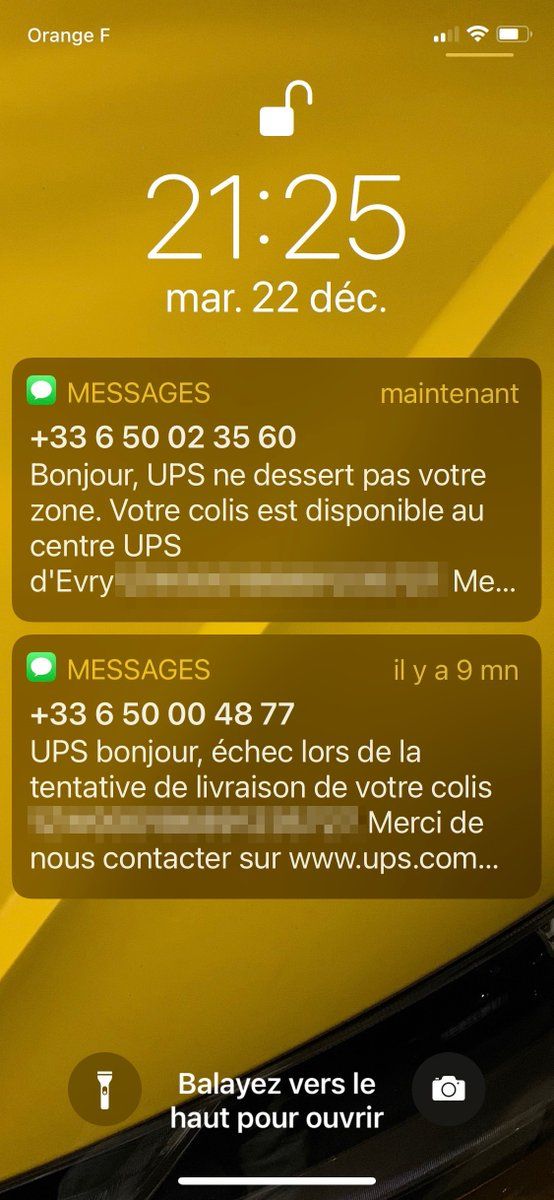 Orange F
21:25
mar. 22 déc.
MESSAGES maintenant
+33 6 50 02 35 60
Bonjour, UPS ne dessert pas votre
zone. Votre colis est disponible au
centre UPS
d'Evry Me...
MESSAGES il y a 9 mn
+33 6 50 00 48 77
UPS bonjour, échec lors de la
tentative de livraison de votre colis
Merci de
nous contacter sur www.ups.com...
Balayez vers le
haut pour ouvrir